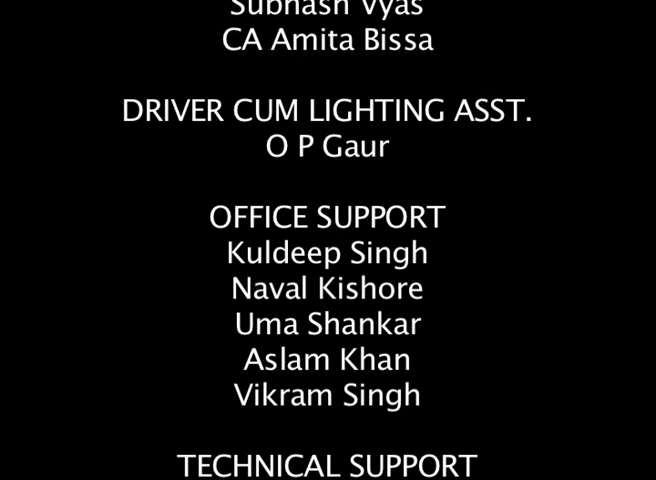 Subhash Vyas
CA Amita Bissa
DRIVER CUM LIGHTING ASST.
O P Gaur
OFFICE SUPPORT
Kuldeep Singh
Naval Kishore
Uma Shankar
Aslam Khan
Vikram Singh
TECHNICAL SUPPORT